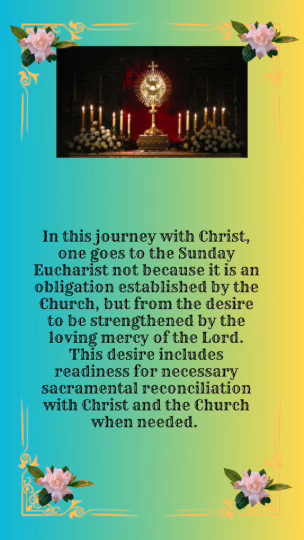 In this journey with Christ,
one goes to the Sunday
Eucharist not because it is an
obligation established by the
Church, but from the desire
to be strengthened by the
loving mercy of the Lord.
This desire includes
readiness for necessary
sacramental reconciliation
with Christ and the Church
when needed.